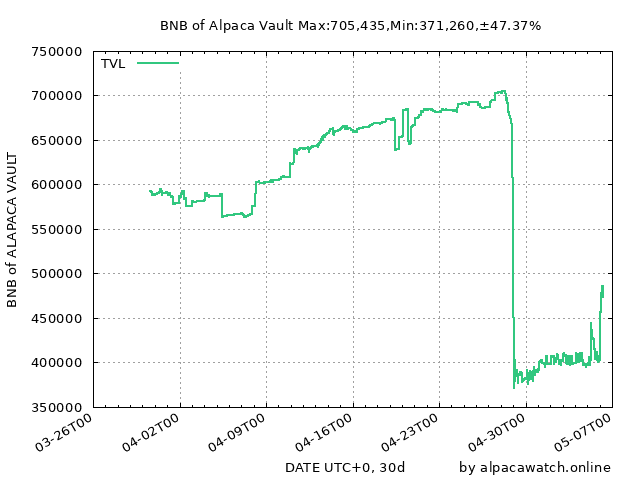 BNB of Alpaca Vault Max:705,435,Min:371,260,±47.37%
TVL
750000
700000
650000
600000
550000
500000
450000
400000
350000
BNB of ALAPACA VAULT
03-26T00
04-02T00
04-09T00
04-16T00
04-23T00
04-30T00
05-07T00
DATE UTC+0, 30d
by alpacawatch.online